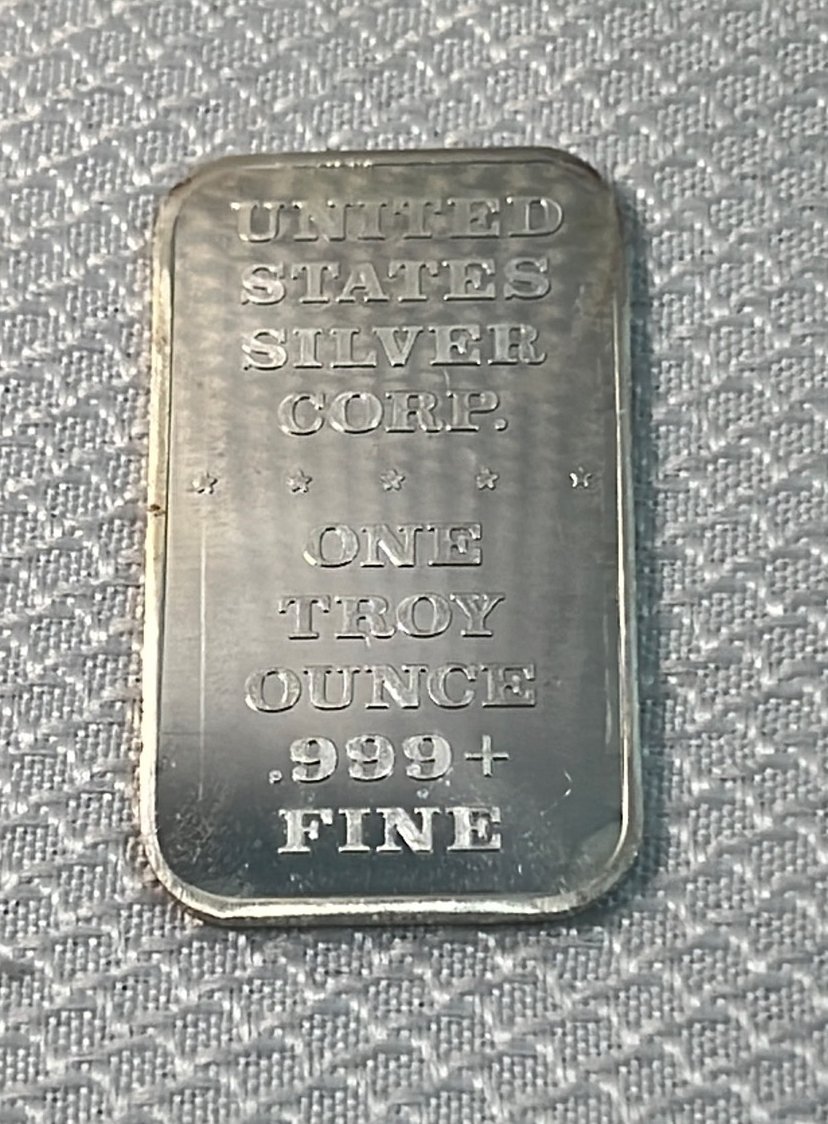 UNITED
STATES
SILVER
CORP.
ONE
TROY
OUNCE
.999+
FINE